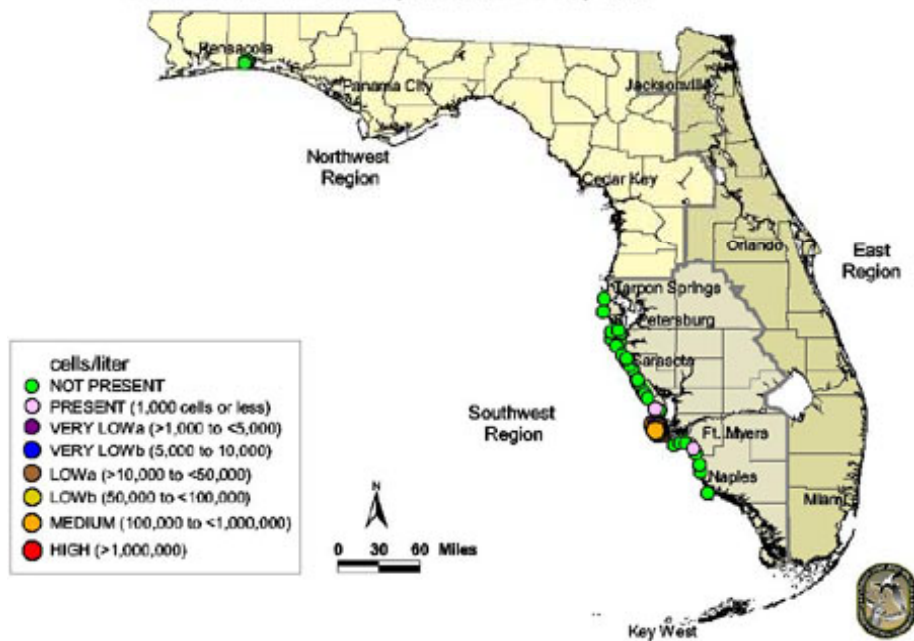 Pensacola
Panama City
Jacksonville
Northwest
Region
Cedar Key
Orlando
East
Region
Tarpon Springs
Petersburg
Sarasota
cells/liter
NOT PRESENT
PRESENT (1,000 cells or less)
VERY LOWa (>1,000 to <5,000)
VERY LOWb (5,000 to 10,000)
LOWa (>10,000 to <50,000)
LOWb (50,000 to <100,000)
MEDIUM (100,000 to <1,000,000)
HIGH (>1,000,000)
Southwest
Region
Ft. Myers
Naples
Miami
N
0 30 60 Miles
Key West